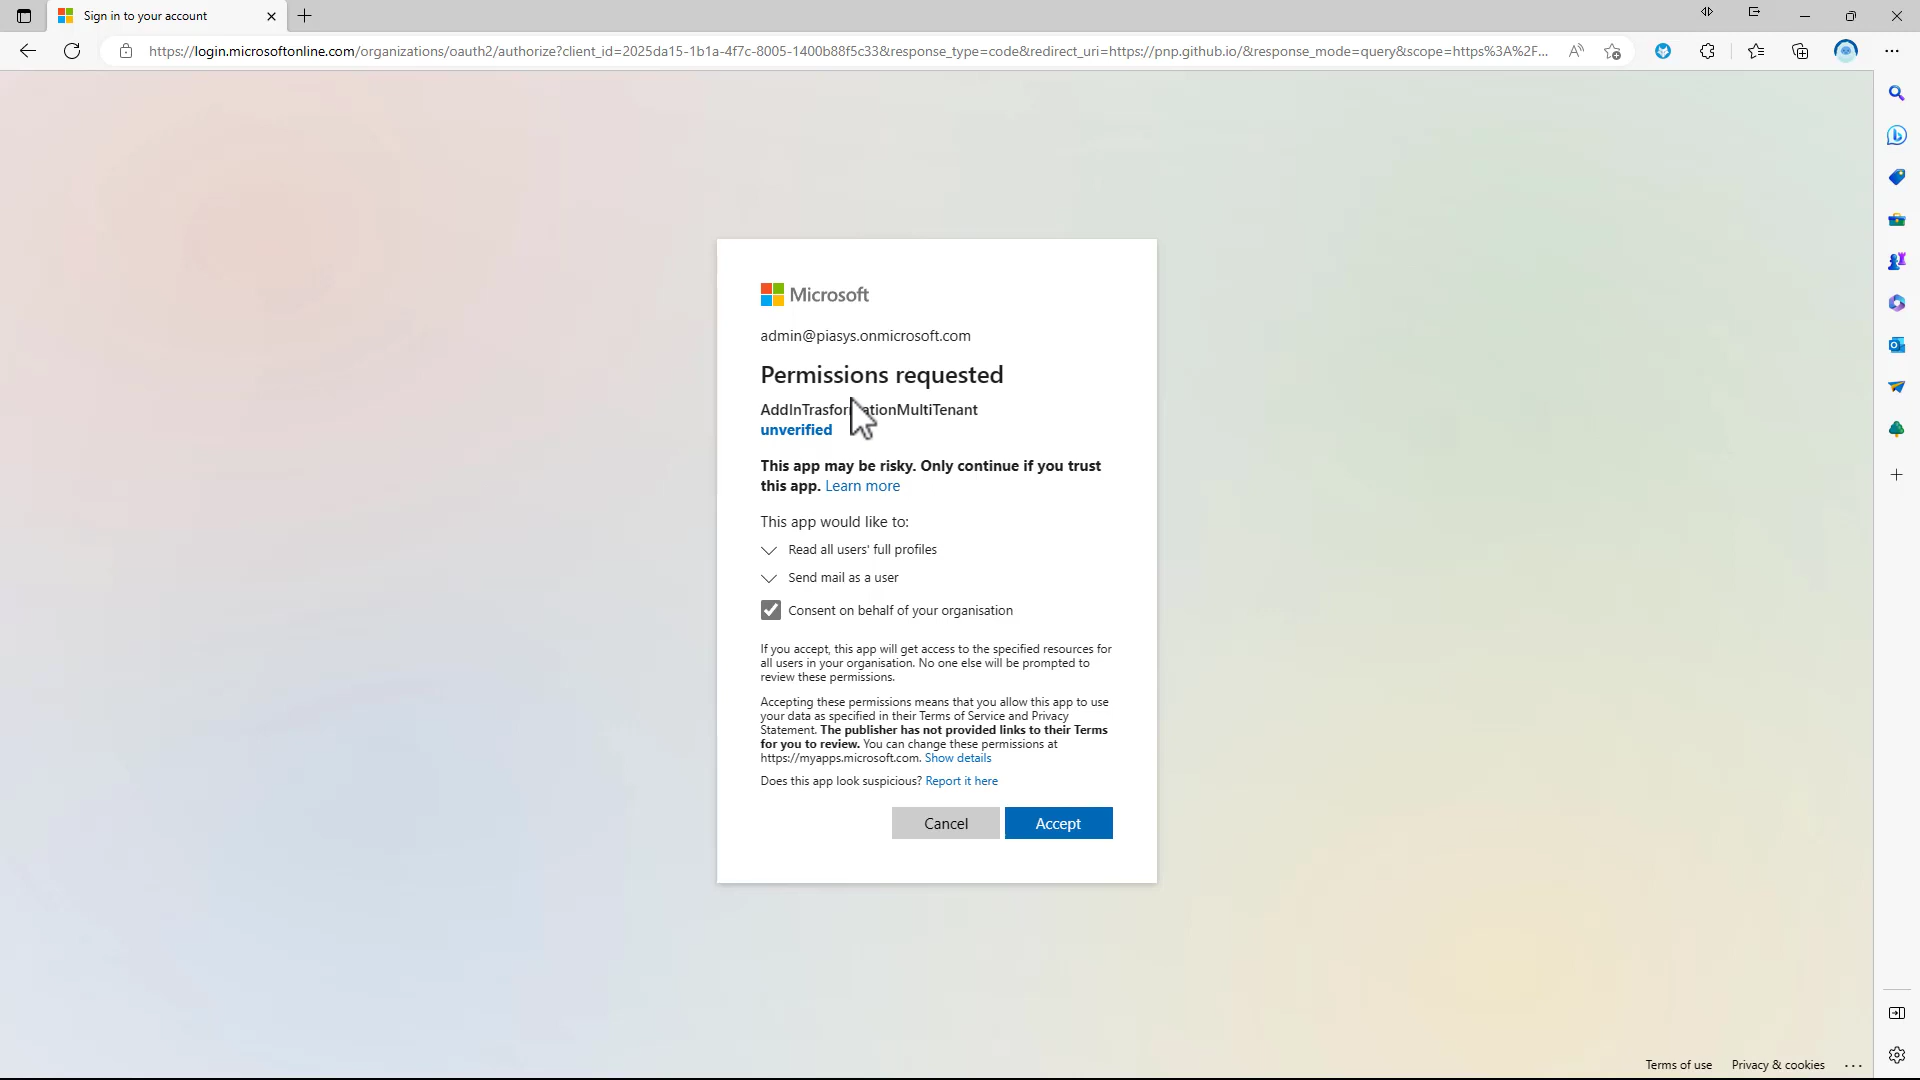 Sign in to your account
https://login.microsoftonline.com/organizations/oauth2/authorize?client_id=2025da15-1b1a-4f7c-8005-1400b88f5c33&response_type=code&redirect_uri=https://pnp.github.io/&response_mode=query&scope=https%3A%2F...
Microsoft
admin@piasys.onmicrosoft.com
Permissions requested
unverified
This app may be risky. Only continue if you trust
this app. Learn more
This app would like to:
Read all users' full profiles
Send mail as a user
Consent on behalf of your organisation
If you accept, this app will get access to the specified resources for
all users in your organisation. No one else will be prompted to
review these permissions.
Accepting these permissions means that you allow this app to use
your data as specified in their Terms of Service and Privacy
Statement. The publisher has not provided links to their Terms
for you to review. You can change these permissions at
https://myapps.microsoft.com. Show details
Does this app look suspicious? Report it here
Cancel Accept
Terms of use Privacy & cookies ...